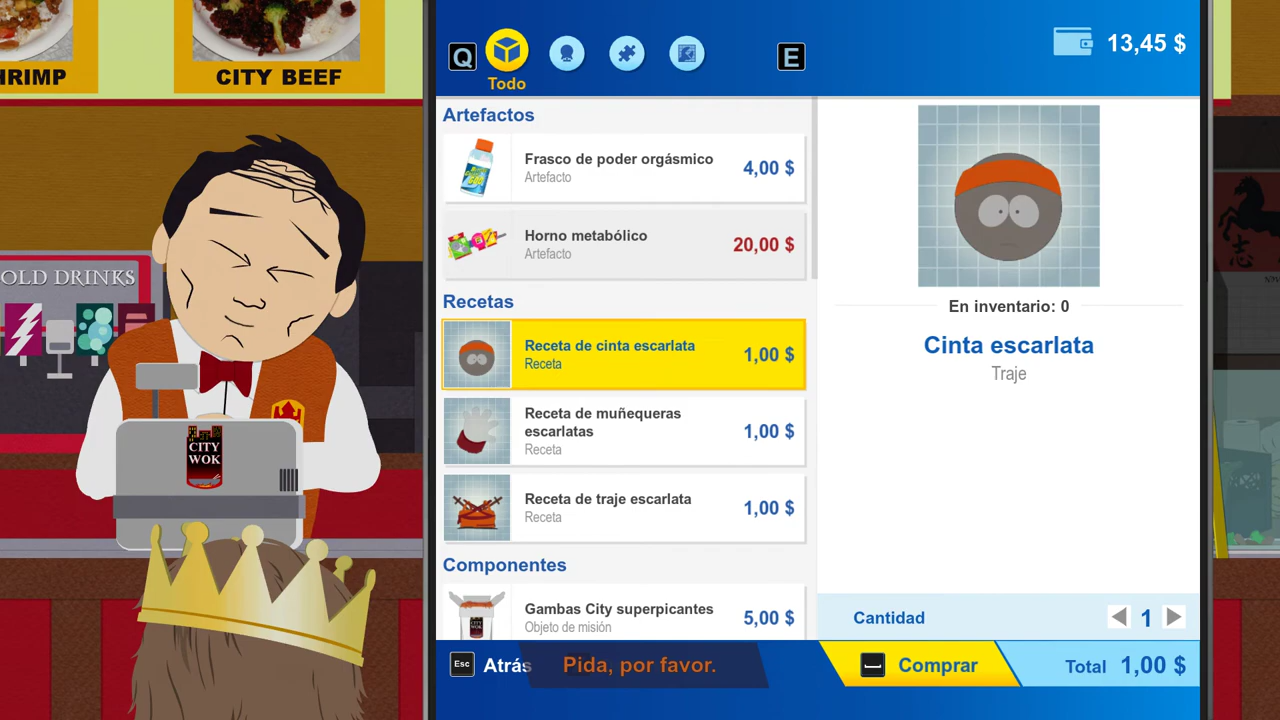 HRIMP
CITY BEEF
OLD DRINKS
CITY
WOK
Q
Todo
E
13,45 $
Artefactos
Frasco de poder orgásmico
Artefacto
4,00 $
Horno metabólico
Artefacto
20,00 $
Recetas
Receta de cinta escarlata
Receta
1,00 $
Receta de muñequeras
escarlatas
Receta
1,00 $
Receta de traje escarlata
Receta
1,00 $
Componentes
CITY
WOK
Gambas City superpicantes
Objeto de misión
5,00 $
En inventario: 0
Cinta escarlata
Traje
Cantidad
1
Esc
Atrás
Pida, por favor.
Comprar
Total 1,00 $